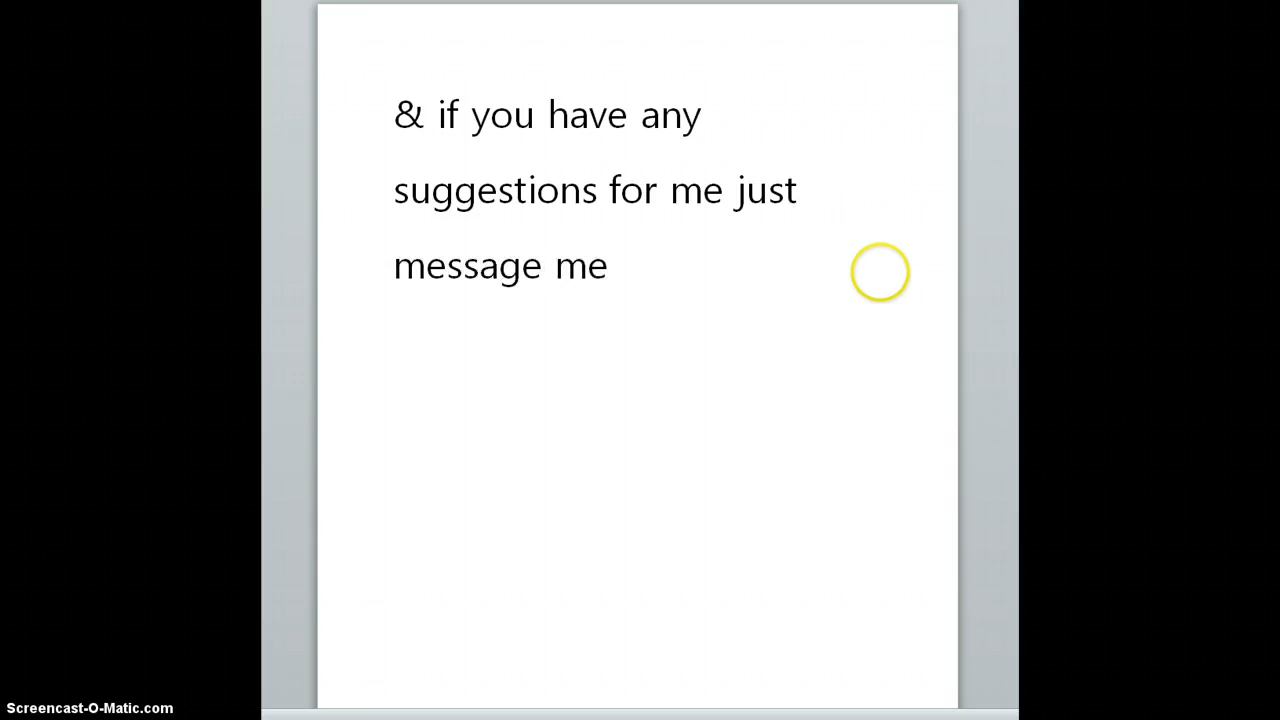 & if you have any
suggestions for me just
message me
Screencast-O-Matic.com